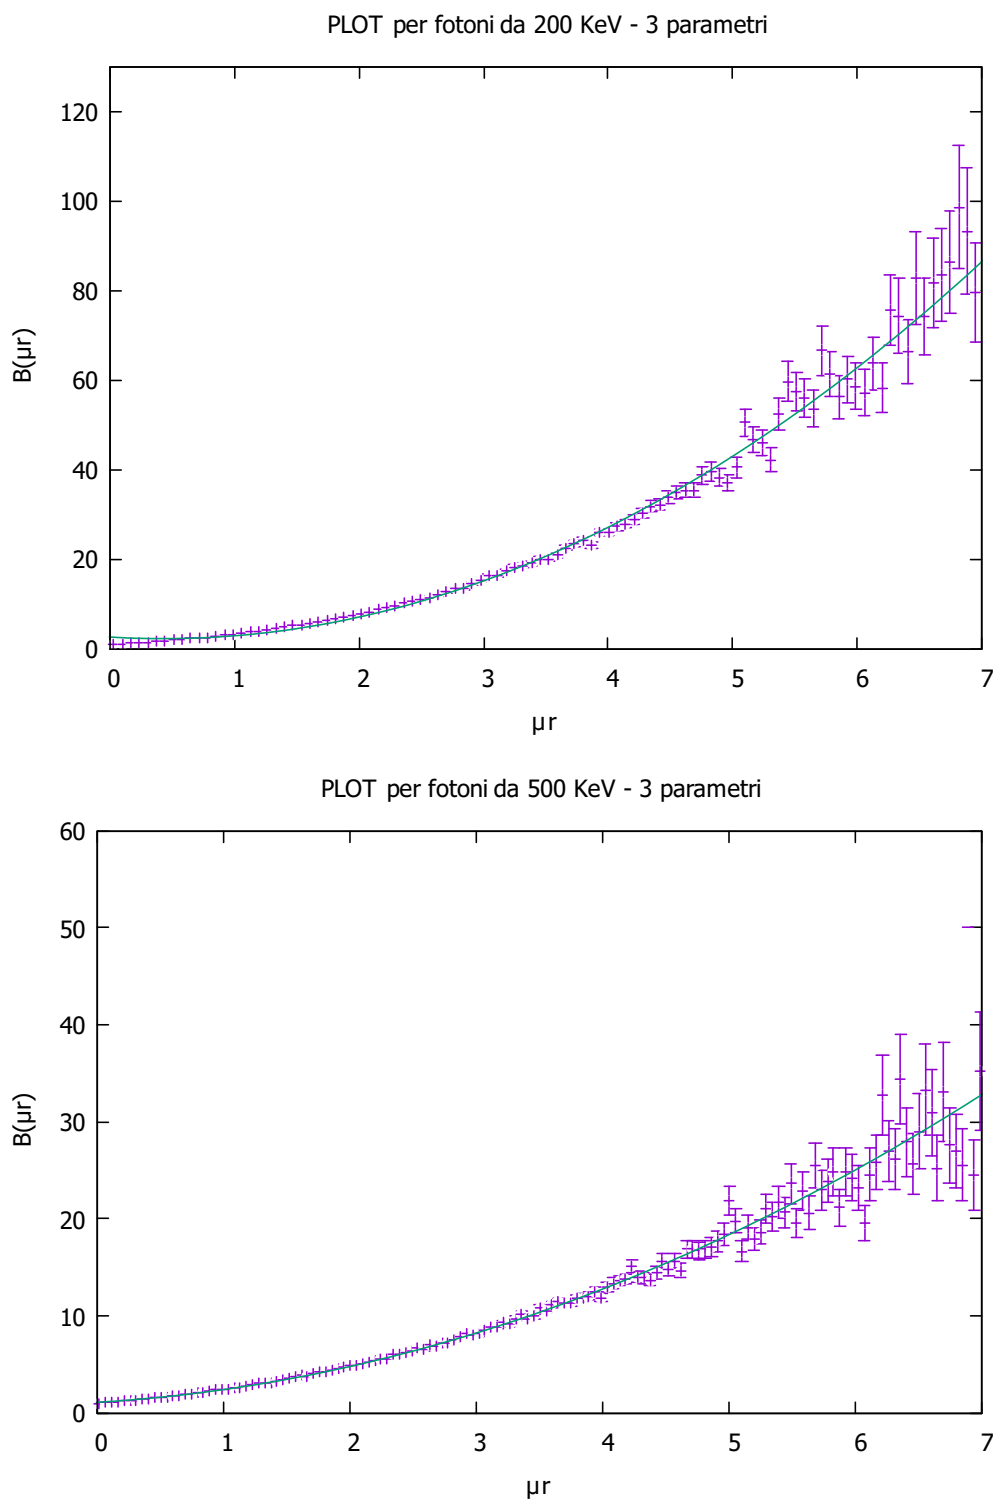 PLOT per fotoni da 200 KeV - 3 parametri
120
100
80
60
40
20
0
B(µr)
0 1 2 3 4 5 6 7
µr
PLOT per fotoni da 500 KeV - 3 parametri
60
50
40
30
20
10
0
B(µr)
0 1 2 3 4 5 6 7
µr